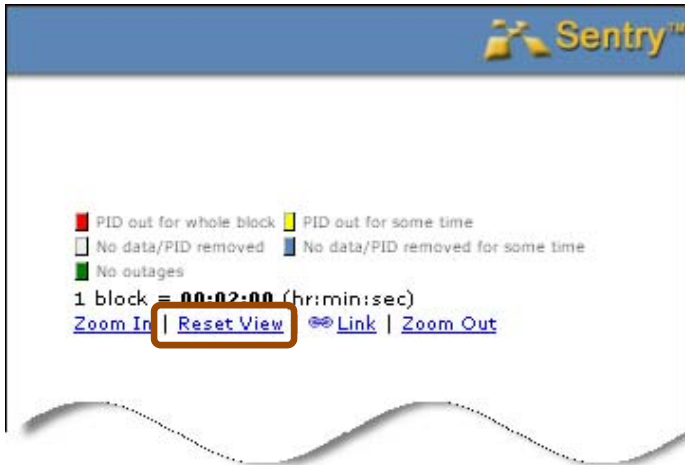 Sentry™
PID out for whole block PID out for some time
No data/PID removed No data/PID removed for some time
No outages
1 block = 00:02:00 (hr:min:sec)
Zoom In | Reset View Link | Zoom Out